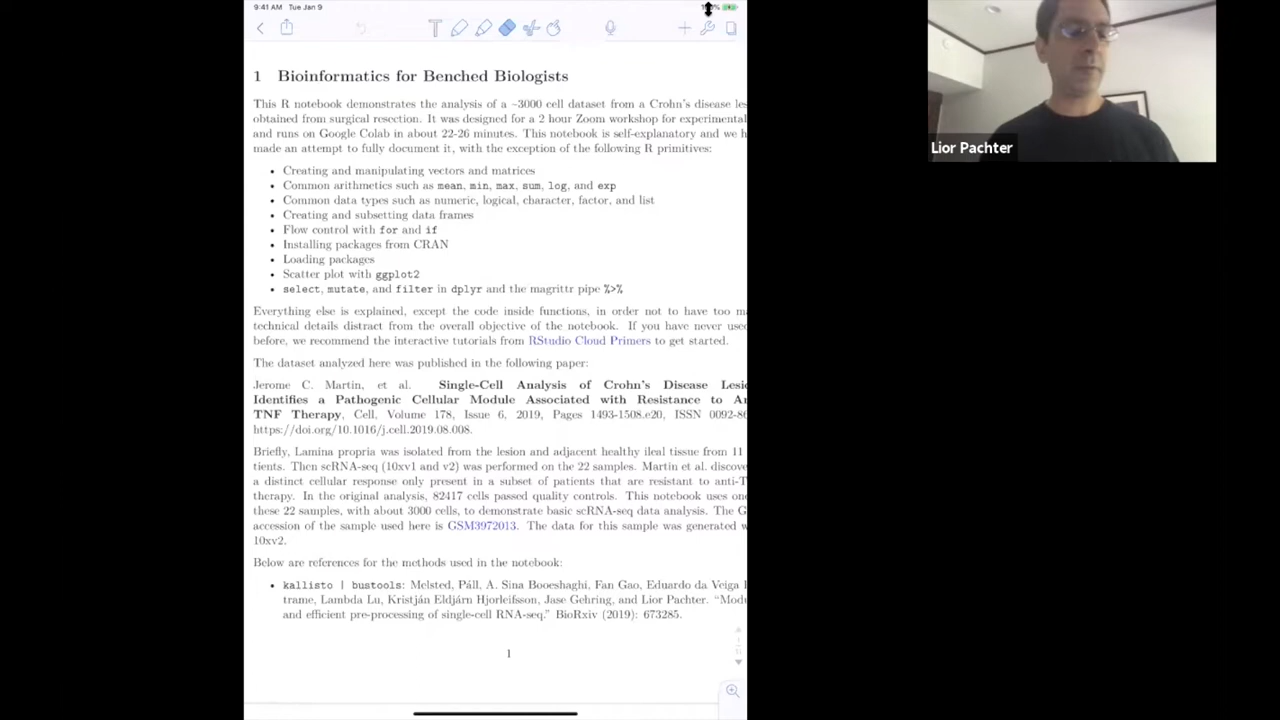 9:41 AM Tue Jan 9
1 Bioinformatics for Benched Biologists
This R notebook demonstrates the analysis of a ~3000 cell dataset from a Crohn's disease les
obtained from surgical resection. It was designed for a 2 hour Zoom workshop for experimental
and runs on Google Colab in about 22-26 minutes. This notebook is self-explanatory and we h
made an attempt to fully document it, with the exception of the following R primitives:
• Creating and manipulating vectors and matrices
• Common arithmetics such as mean, min, max, sum, log, and exp
• Common data types such as numeric, logical, character, factor, and list
• Creating and subsetting data frames
• Flow control with for and if
• Installing packages from CRAN
• Loading packages
• Scatter plot with ggplot2
• select, mutate, and filter in dplyr and the magrittr pipe %>%
Everything else is explained, except the code inside functions, in order not to have too ma
technical details distract from the overall objective of the notebook. If you have never used
before, we recommend the interactive tutorials from RStudio Cloud Primers to get started.
The dataset analyzed here was published in the following paper:
Jerome C. Martin, et al. Single-Cell Analysis of Crohn's Disease Lesio
Identifies a Pathogenic Cellular Module Associated with Resistance to An
TNF Therapy, Cell, Volume 178, Issue 6, 2019, Pages 1493-1508.e20, ISSN 0092-86
https://doi.org/10.1016/j.cell.2019.08.008.
Briefly, Lamina propria was isolated from the lesion and adjacent healthy ileal tissue from 11
tients. Then scRNA-seq (10xv1 and v2) was performed on the 22 samples. Martin et al. discove
a distinct cellular response only present in a subset of patients that are resistant to anti-T
therapy. In the original analysis, 82417 cells passed quality controls. This notebook uses one
these 22 samples, with about 3000 cells, to demonstrate basic scRNA-seq data analysis. The G
accession of the sample used here is GSM3972013. The data for this sample was generated w
10xv2.
Below are references for the methods used in the notebook:
• kallisto | bustools: Melsted, Páll, A. Sina Booeshaghi, Fan Gao, Eduardo da Veiga
trame, Lambda Lu, Kristján Eldjárn Hjorleifsson, Jase Gehring, and Lior Pachter. "Modu
and efficient pre-processing of single-cell RNA-seq." BioRxiv (2019): 673285.
1
Lior Pachter